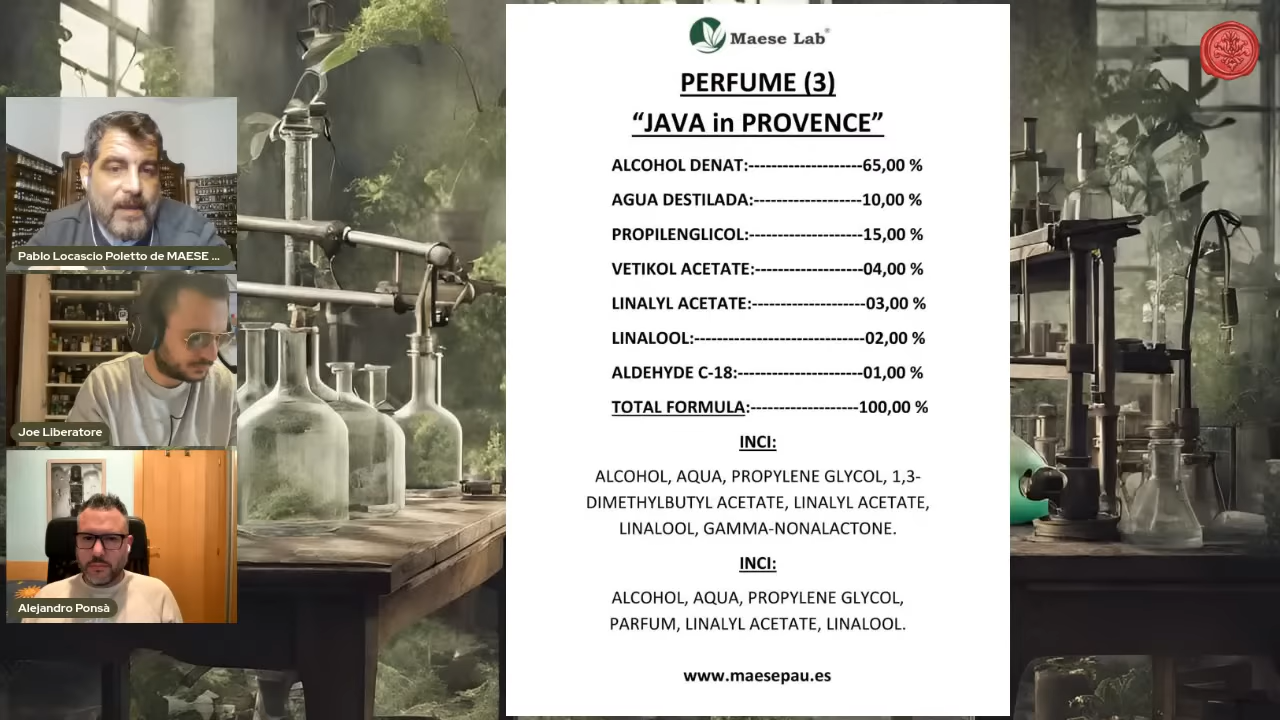 Maese Lab®
PERFUME (3)
“JAVA in PROVENCE”
ALCOHOL DENAT:--------------------65,00 %
AGUA DESTILADA:-------------------10,00 %
PROPILENGLICOL:--------------------15,00 %
VETIKOL ACETATE:-------------------04,00 %
LINALYL ACETATE:--------------------03,00 %
LINALOOL:------------------------------02,00 %
ALDEHYDE C-18:----------------------01,00 %
TOTAL FORMULA:-------------------100,00 %
INCI:
ALCOHOL, AQUA, PROPYLENE GLYCOL, 1,3-
DIMETHYLBUTYL ACETATE, LINALYL ACETATE,
LINALOOL, GAMMA-NONALACTONE.
INCI:
ALCOHOL, AQUA, PROPYLENE GLYCOL,
PARFUM, LINALYL ACETATE, LINALOOL.
www.maesepau.es
Pablo Locascio Poletto de MAESE ...
Joe Liberatore
Alejandro Ponsà